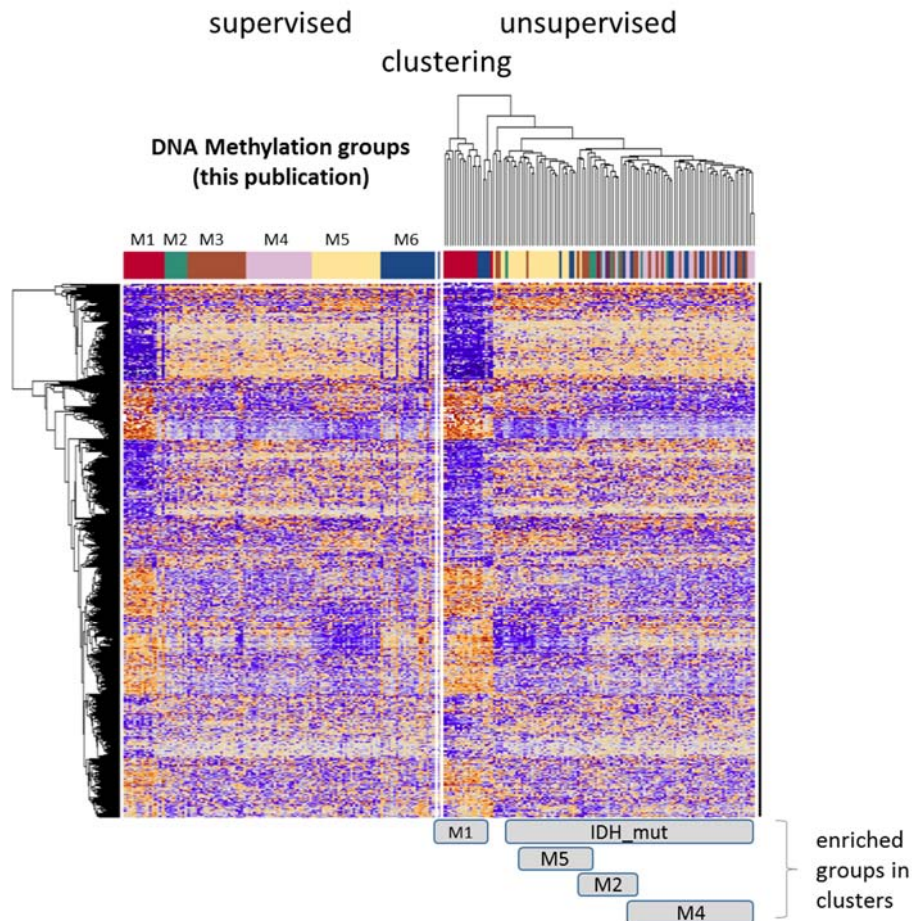 supervised unsupervised
clustering
DNA Methylation groups
(this publication)
M1 M2 M3 M4 M5 M6
M1 IDH_mut
M5
M2
M4
enriched
groups in
clusters